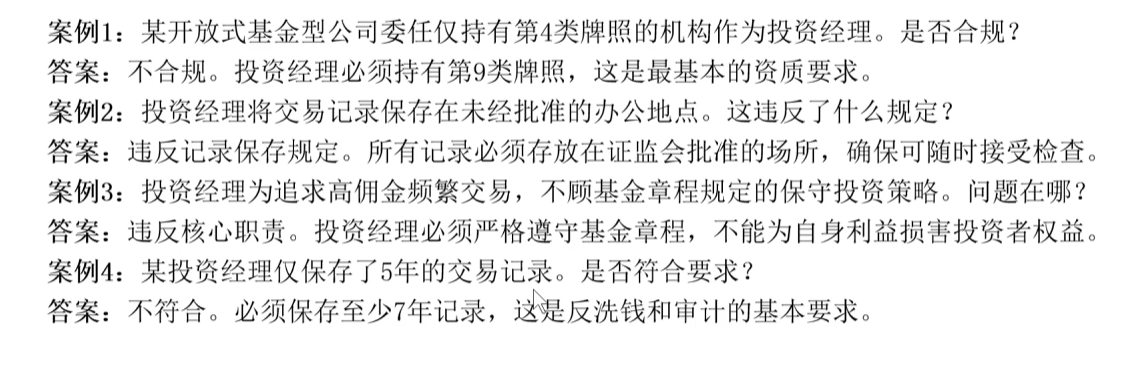 案例1：某开放式基金型公司委任仅持有第4类牌照的机构作为投资经理。是否合规？
答案：不合规。投资经理必须持有第9类牌照，这是最基本的资质要求。
案例2：投资经理将交易记录保存在未经批准的办公地点。这违反了什么规定？
答案：违反记录保存规定。所有记录必须存放在证监会批准的场所，确保可随时接受检查。
案例3：投资经理为追求高佣金频繁交易，不顾基金章程规定的保守投资策略。问题在哪？
答案：违反核心职责。投资经理必须严格遵守基金章程，不能为自身利益损害投资者权益。
案例4：某投资经理仅保存了5年的交易记录。是否符合要求？
答案：不符合。必须保存至少7年记录，这是反洗钱和审计的基本要求。